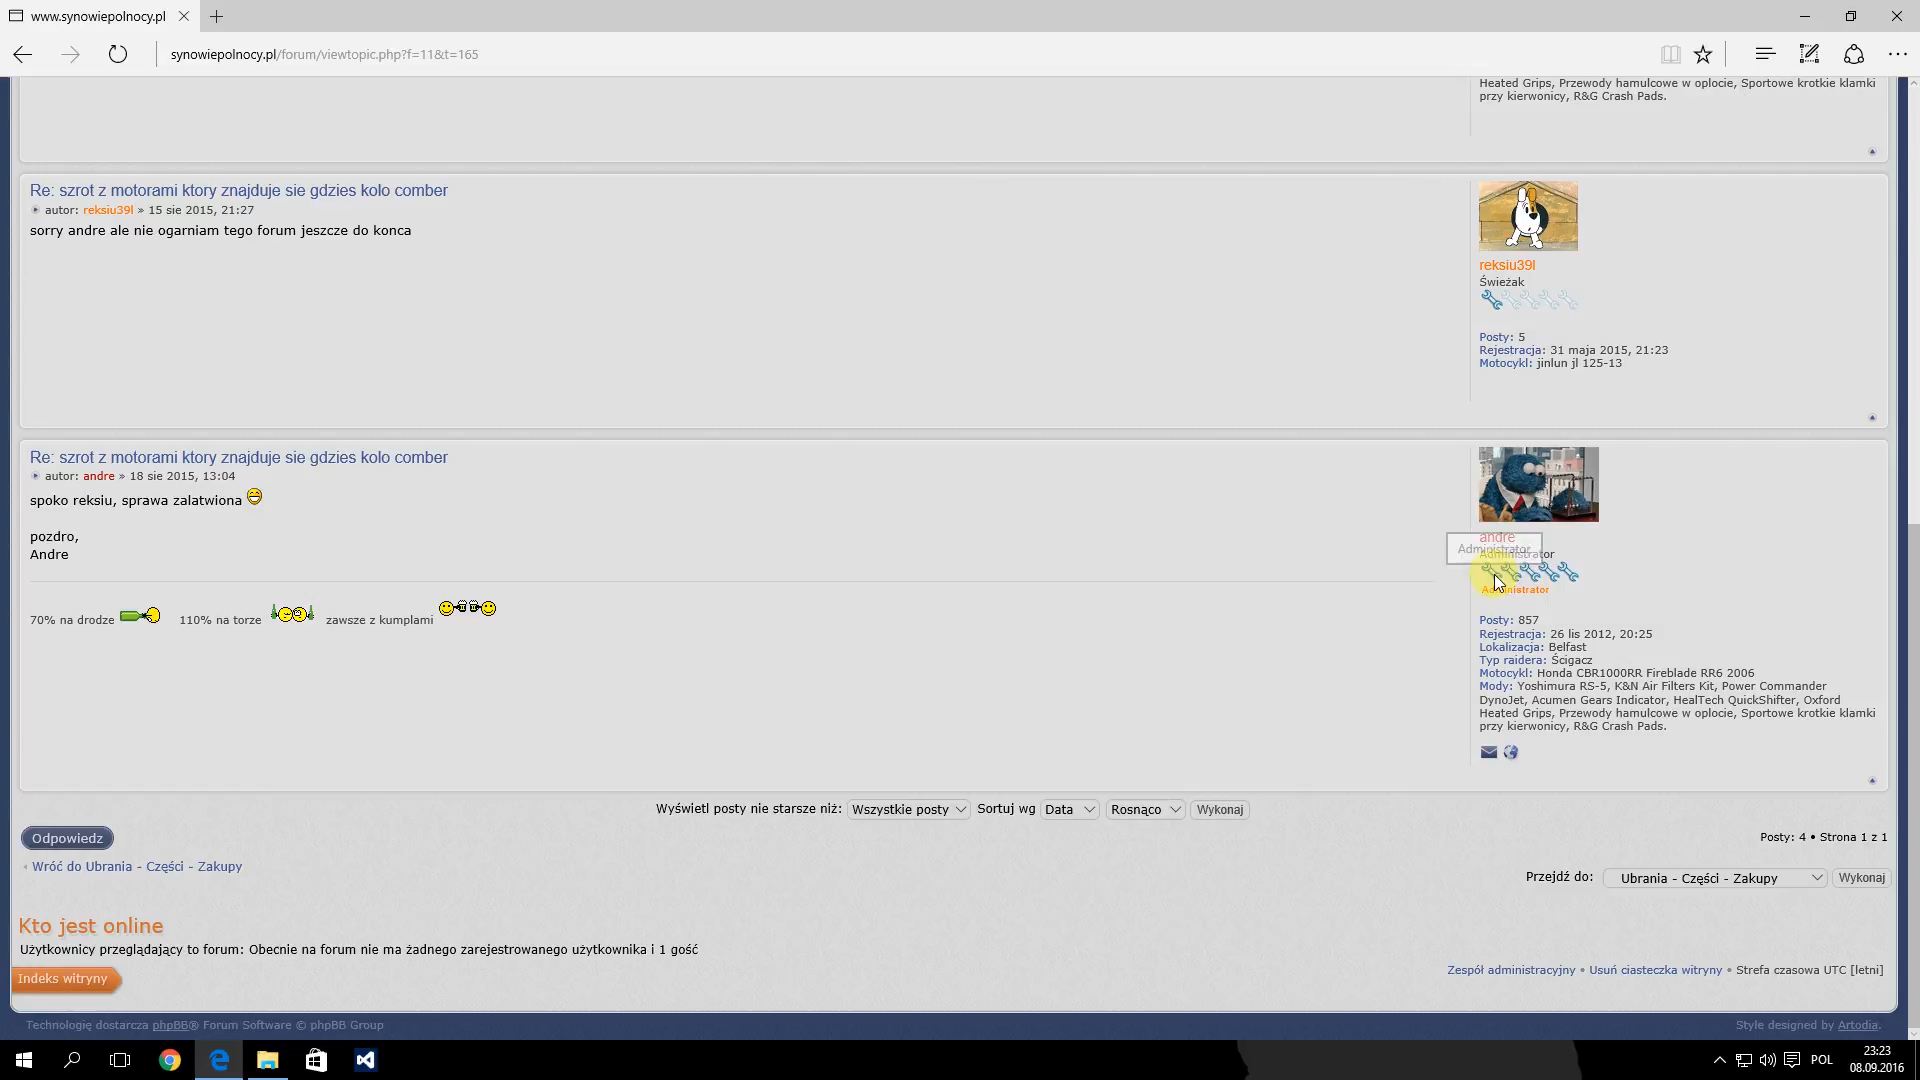 www.synowiepolnocy.pl
synowiepolnocy.pl/forum/viewtopic.php?f=11&t=165
Heated Grips, Przewody hamulcowe w oplocie, Sportowe krotkie klamki
przy kierwonicy, R&G Crash Pads.
Re: szrot z motorami ktory znajduje sie gdzies kolo comber
autor: reksiu39l » 15 sie 2015, 21:27
sorry andre ale nie ogarniam tego forum jeszcze do konca
reksiu39l
Świeżak
Posty: 5
Rejestracja: 31 maja 2015, 21:23
Motocykl: jinlun jl 125-13
Re: szrot z motorami ktory znajduje sie gdzies kolo comber
autor: andre » 18 sie 2015, 13:04
spoko reksiu, sprawa zalatwiona
pozdro,
Andre
70% na drodze 110% na torze zawsze z kumplami
andre
Administrator
Administrator
Administrator
Posty: 857
Rejestracja: 26 lis 2012, 20:25
Lokalizacja: Belfast
Typ raidera: Ścigacz
Motocykl: Honda CBR1000RR Fireblade RR6 2006
Mody: Yoshimura RS-5, K&N Air Filters Kit, Power Commander
DynoJet, Acumen Gears Indicator, HealTech QuickShifter, Oxford
Heated Grips, Przewody hamulcowe w oplocie, Sportowe krotkie klamki
przy kierwonicy, R&G Crash Pads.
Wyświetl posty nie starsze niż: Wszystkie posty Sortuj wg Data Rosnąco Wykonaj
Odpowiedz
Posty: 4 • Strona 1 z 1
Wróć do Ubrania - Części - Zakupy
Przejdź do: Ubrania - Części - Zakupy Wykonaj
Kto jest online
Użytkownicy przeglądający to forum: Obecnie na forum nie ma żadnego zarejestrowanego użytkownika i 1 gość
Indeks witryny
Zespół administracyjny • Usuń ciasteczka witryny • Strefa czasowa UTC [letni]
Technologię dostarcza phpBB® Forum Software © phpBB Group
Style designed by Artodia.
POL
23:23
08.09.2016